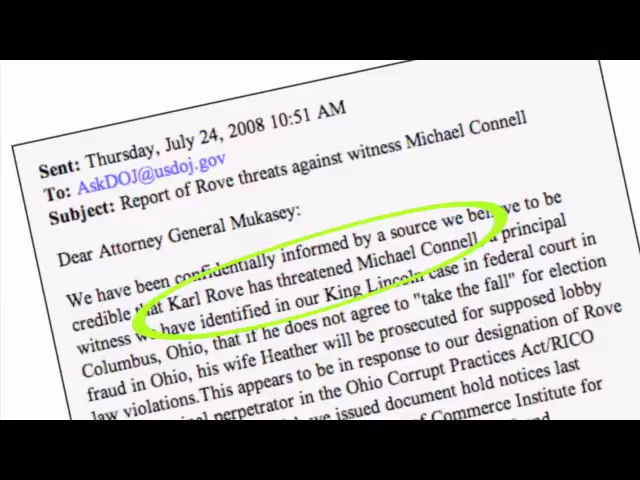 Sent: Thursday, July 24, 2008 10:51 AM
To: AskDOJ@usdoj.gov
Subject: Report of Rove threats against witness Michael Connell
Dear Attorney General Mukasey:
We have been confidentially informed by a source we believe to be
credible that Karl Rove has threatened Michael Connell, a principal
witness we have identified in our King Lincoln case in federal court in
Columbus, Ohio, that if he does not agree to "take the fall" for election
fraud in Ohio, his wife Heather will be prosecuted for supposed lobby
law violations.This appears to be in response to our designation of Rove
perpetrator in the Ohio Corrupt Practices Act/RICO
issued document hold notices last
of Commerce Institute for